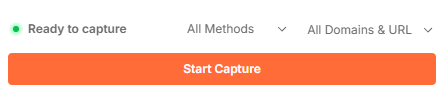 Ready to capture All Methods All Domains & URL
Start Capture